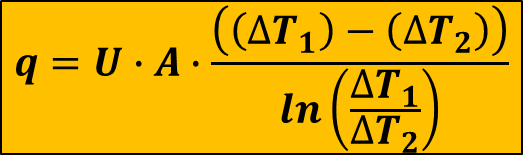 q = U · A · ((ΔT₁) − (ΔT₂)) / ln(ΔT₁/ΔT₂)